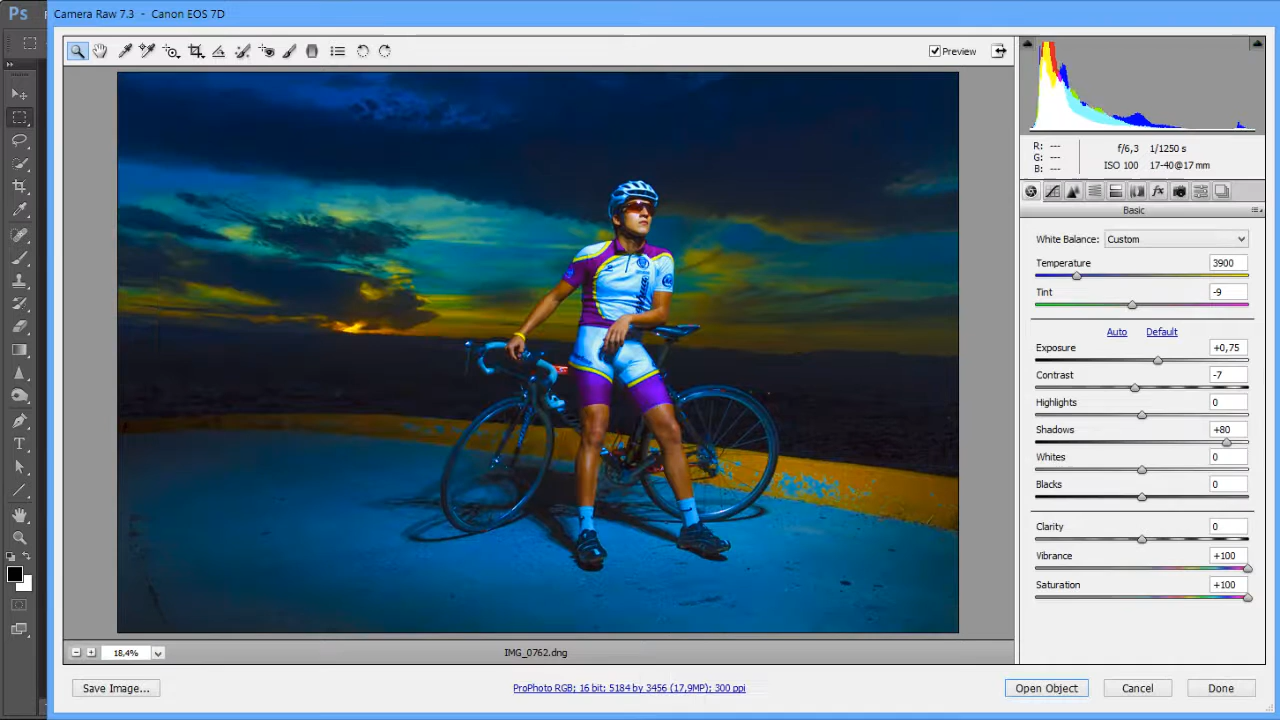 Ps
Camera Raw 7.3 - Canon EOS 7D
Preview
R: ---
G: ---
B: ---
f/6,3 1/1250 s
ISO 100 17-40@17 mm
Basic
White Balance: Custom
Temperature 3900
Tint -9
Auto Default
Exposure +0,75
Contrast -7
Highlights 0
Shadows +80
Whites 0
Blacks 0
Clarity 0
Vibrance +100
Saturation +100
18,4%
IMG_0762.dng
Save Image...
ProPhoto RGB; 16 bit; 5184 by 3456 (17,9MP); 300 ppi
Open Object
Cancel
Done